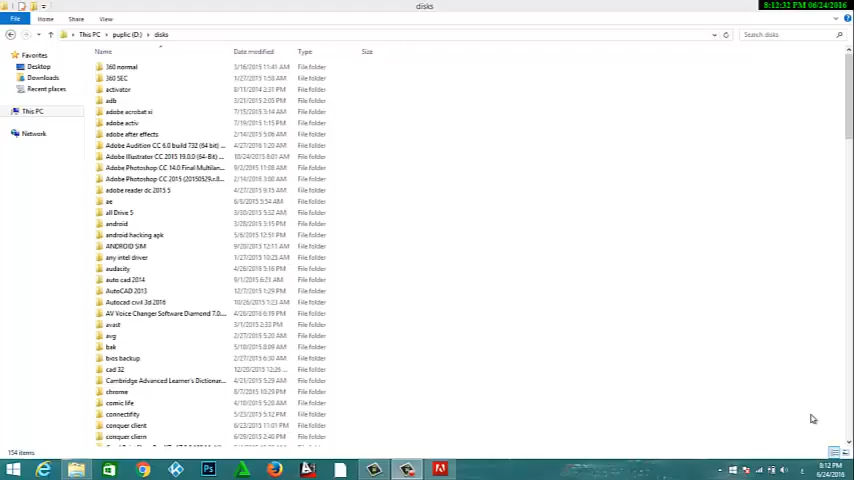 disks
8:12:32 PM 06/24/2016
File Home Share View
This PC puplic (D:) disks
Search disks
Name Date modified Type Size
Favorites
Desktop
Downloads
Recent places
This PC
Network
360 normal 3/16/2015 11:41 AM File folder
360 SEC 1/27/2015 1:58 AM File folder
activator 8/11/2014 2:31 PM File folder
adb 3/21/2015 2:03 PM File folder
adobe acrobat xi 7/15/2015 3:14 AM File folder
adobe activ 7/19/2015 1:15 PM File folder
adobe after effects 2/14/2015 5:06 AM File folder
Adobe Audition CC 6.0 build 732 (64 bit) ... 4/27/2016 1:20 AM File folder
Adobe Illustrator CC 2015 19.0.0 (64-Bit) ... 10/24/2015 8:01 AM File folder
Adobe Photoshop CC 14.0 Final Multilan... 9/2/2015 11:08 AM File folder
Adobe Photoshop CC 2015 (20150529.r.8... 2/14/2016 3:00 AM File folder
adobe reader dc 2015 5 4/27/2015 9:15 AM File folder
ae 6/8/2015 5:54 AM File folder
all Drive 5 3/30/2015 5:32 AM File folder
android 3/28/2015 5:15 PM File folder
android hacking apk 5/6/2015 12:51 PM File folder
ANDROID SIM 9/20/2015 12:11 AM File folder
any intel driver 1/27/2015 10:25 AM File folder
audacity 4/26/2015 5:16 PM File folder
auto cad 2014 9/1/2015 6:21 AM File folder
AutoCAD 2013 12/7/2015 1:29 PM File folder
Autocad civil 3d 2016 10/26/2015 1:23 AM File folder
AV Voice Changer Software Diamond 7.0.... 4/26/2016 6:19 PM File folder
avast 3/1/2015 2:33 PM File folder
avg 2/27/2015 5:20 AM File folder
bak 5/10/2015 8:09 AM File folder
bios backup 2/27/2015 6:30 AM File folder
cad 32 12/20/2015 12:26 ... File folder
Cambridge Advanced Learner's Dictionar... 4/21/2015 5:29 AM File folder
chrome 8/7/2015 10:29 PM File folder
comic life 4/10/2015 5:20 AM File folder
connectifity 5/23/2015 5:12 PM File folder
conquer client 6/23/2015 11:01 PM File folder
conquer clienn 6/29/2015 2:40 PM File folder
154 items
Ps
8:12 PM
6/24/2016